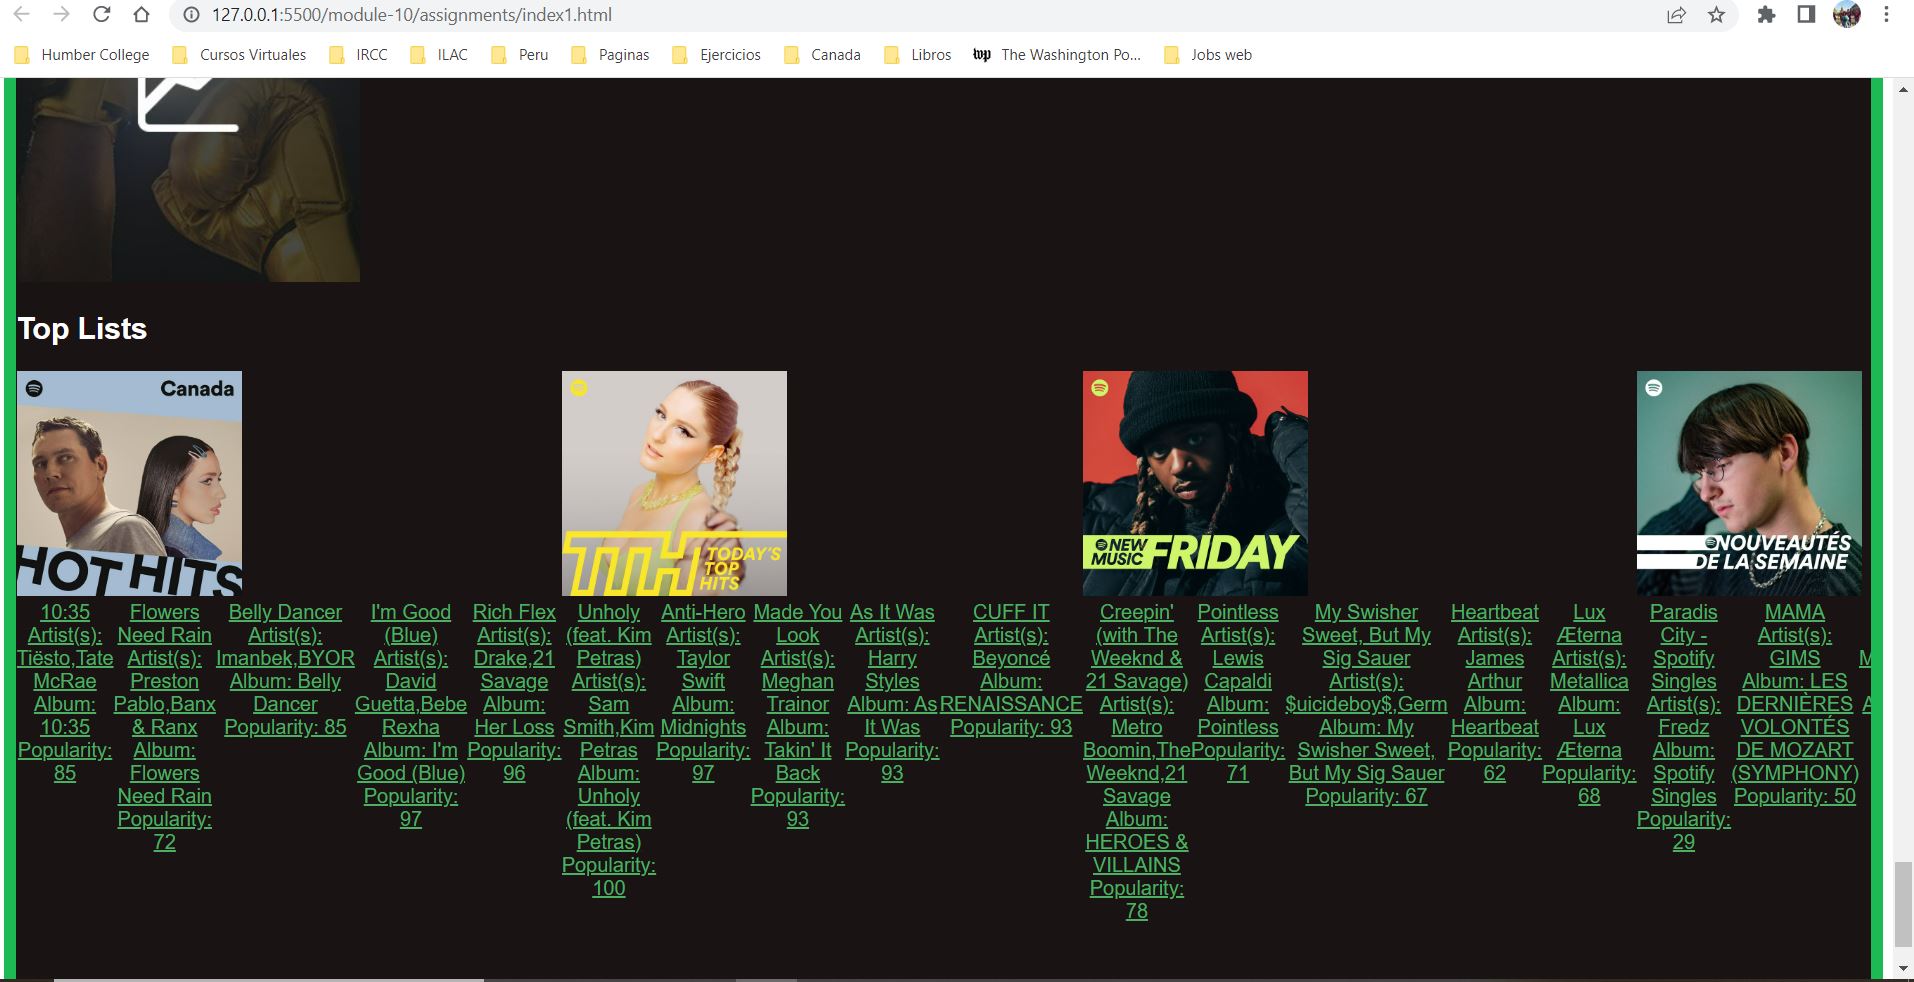 127.0.0.1:5500/module-10/assignments/index1.html
Humber College
Cursos Virtuales
IRCC
ILAC
Peru
Paginas
Ejercicios
Canada
Libros
wp The Washington Po...
Jobs web
Top Lists
Canada
HOT HITS
TTH TODAY'S
TOP
HITS
NEW
MUSIC FRIDAY
NOUVEAUTÉS
DE LA SEMAINE
10:35
Artist(s):
Tiësto,Tate
McRae
Album:
10:35
Popularity:
85
Flowers
Need Rain
Artist(s):
Preston
Pablo,Banx
& Ranx
Album:
Flowers
Need Rain
Popularity:
72
Belly Dancer
Artist(s):
Imanbek,BYOR
Album: Belly
Dancer
Popularity: 85
I'm Good
(Blue)
Artist(s):
David
Guetta,Bebe
Rexha
Album: I'm
Good (Blue)
Popularity:
97
Rich Flex
Artist(s):
Drake,21
Savage
Album:
Her Loss
Popularity:
96
Unholy
(feat. Kim
Petras)
Artist(s):
Sam
Smith,Kim
Petras
Album:
Unholy
(feat. Kim
Petras)
Popularity:
100
Anti-Hero
Artist(s):
Taylor
Swift
Album:
Midnights
Popularity:
97
Made You
Look
Artist(s):
Meghan
Trainor
Album:
Takin' It
Back
Popularity:
93
As It Was
Artist(s):
Harry
Styles
Album: As
It Was
Popularity:
93
CUFF IT
Artist(s):
Beyoncé
Album:
RENAISSANCE
Popularity: 93
Creepin'
(with The
Weeknd &
21 Savage)
Artist(s):
Metro
Boomin,The
Weeknd,21
Savage
Album:
HEROES &
VILLAINS
Popularity:
78
Pointless
Artist(s):
Lewis
Capaldi
Album:
Pointless
Popularity:
71
My Swisher
Sweet, But My
Sig Sauer
Artist(s):
$uicideboy$,Germ
Album: My
Swisher Sweet,
But My Sig Sauer
Popularity: 67
Heartbeat
Artist(s):
James
Arthur
Album:
Heartbeat
Popularity:
62
Lux
Æterna
Artist(s):
Metallica
Album:
Lux
Æterna
Popularity:
68
Paradis
City -
Spotify
Singles
Artist(s):
Fredz
Album:
Spotify
Singles
Popularity:
29
MAMA
Artist(s):
GIMS
Album: LES
DERNIÈRES
VOLONTÉS
DE MOZART
(SYMPHONY)
Popularity: 50